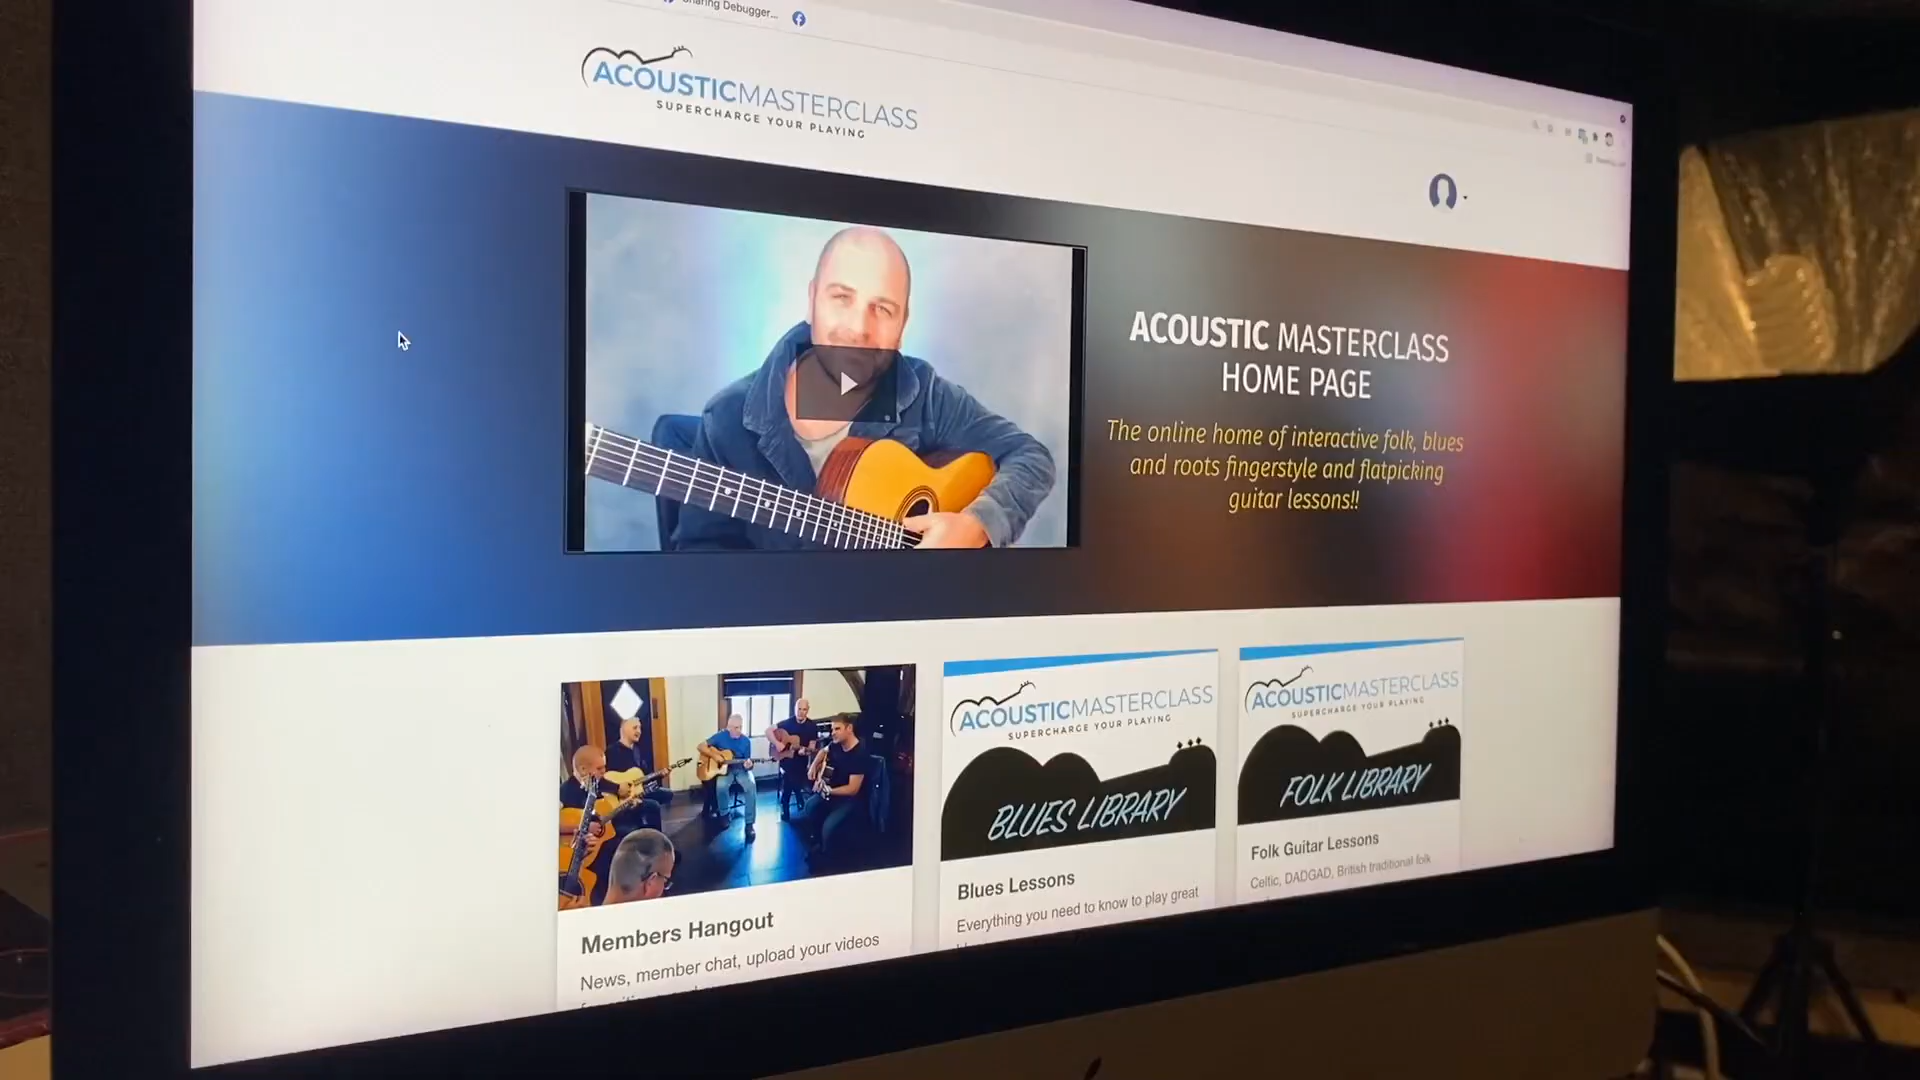 Sharing Debugger...
ACOUSTICMASTERCLASS
SUPERCHARGE YOUR PLAYING
ACOUSTIC MASTERCLASS
HOME PAGE
The online home of interactive folk, blues
and roots fingerstyle and flatpicking
guitar lessons!!
ACOUSTICMASTERCLASS
SUPERCHARGE YOUR PLAYING
BLUES LIBRARY
ACOUSTICMASTERCLASS
SUPERCHARGE YOUR PLAYING
FOLK LIBRARY
Members Hangout
News, member chat, upload your videos
Blues Lessons
Everything you need to know to play great
Folk Guitar Lessons
Celtic, DADGAD, British traditional folk